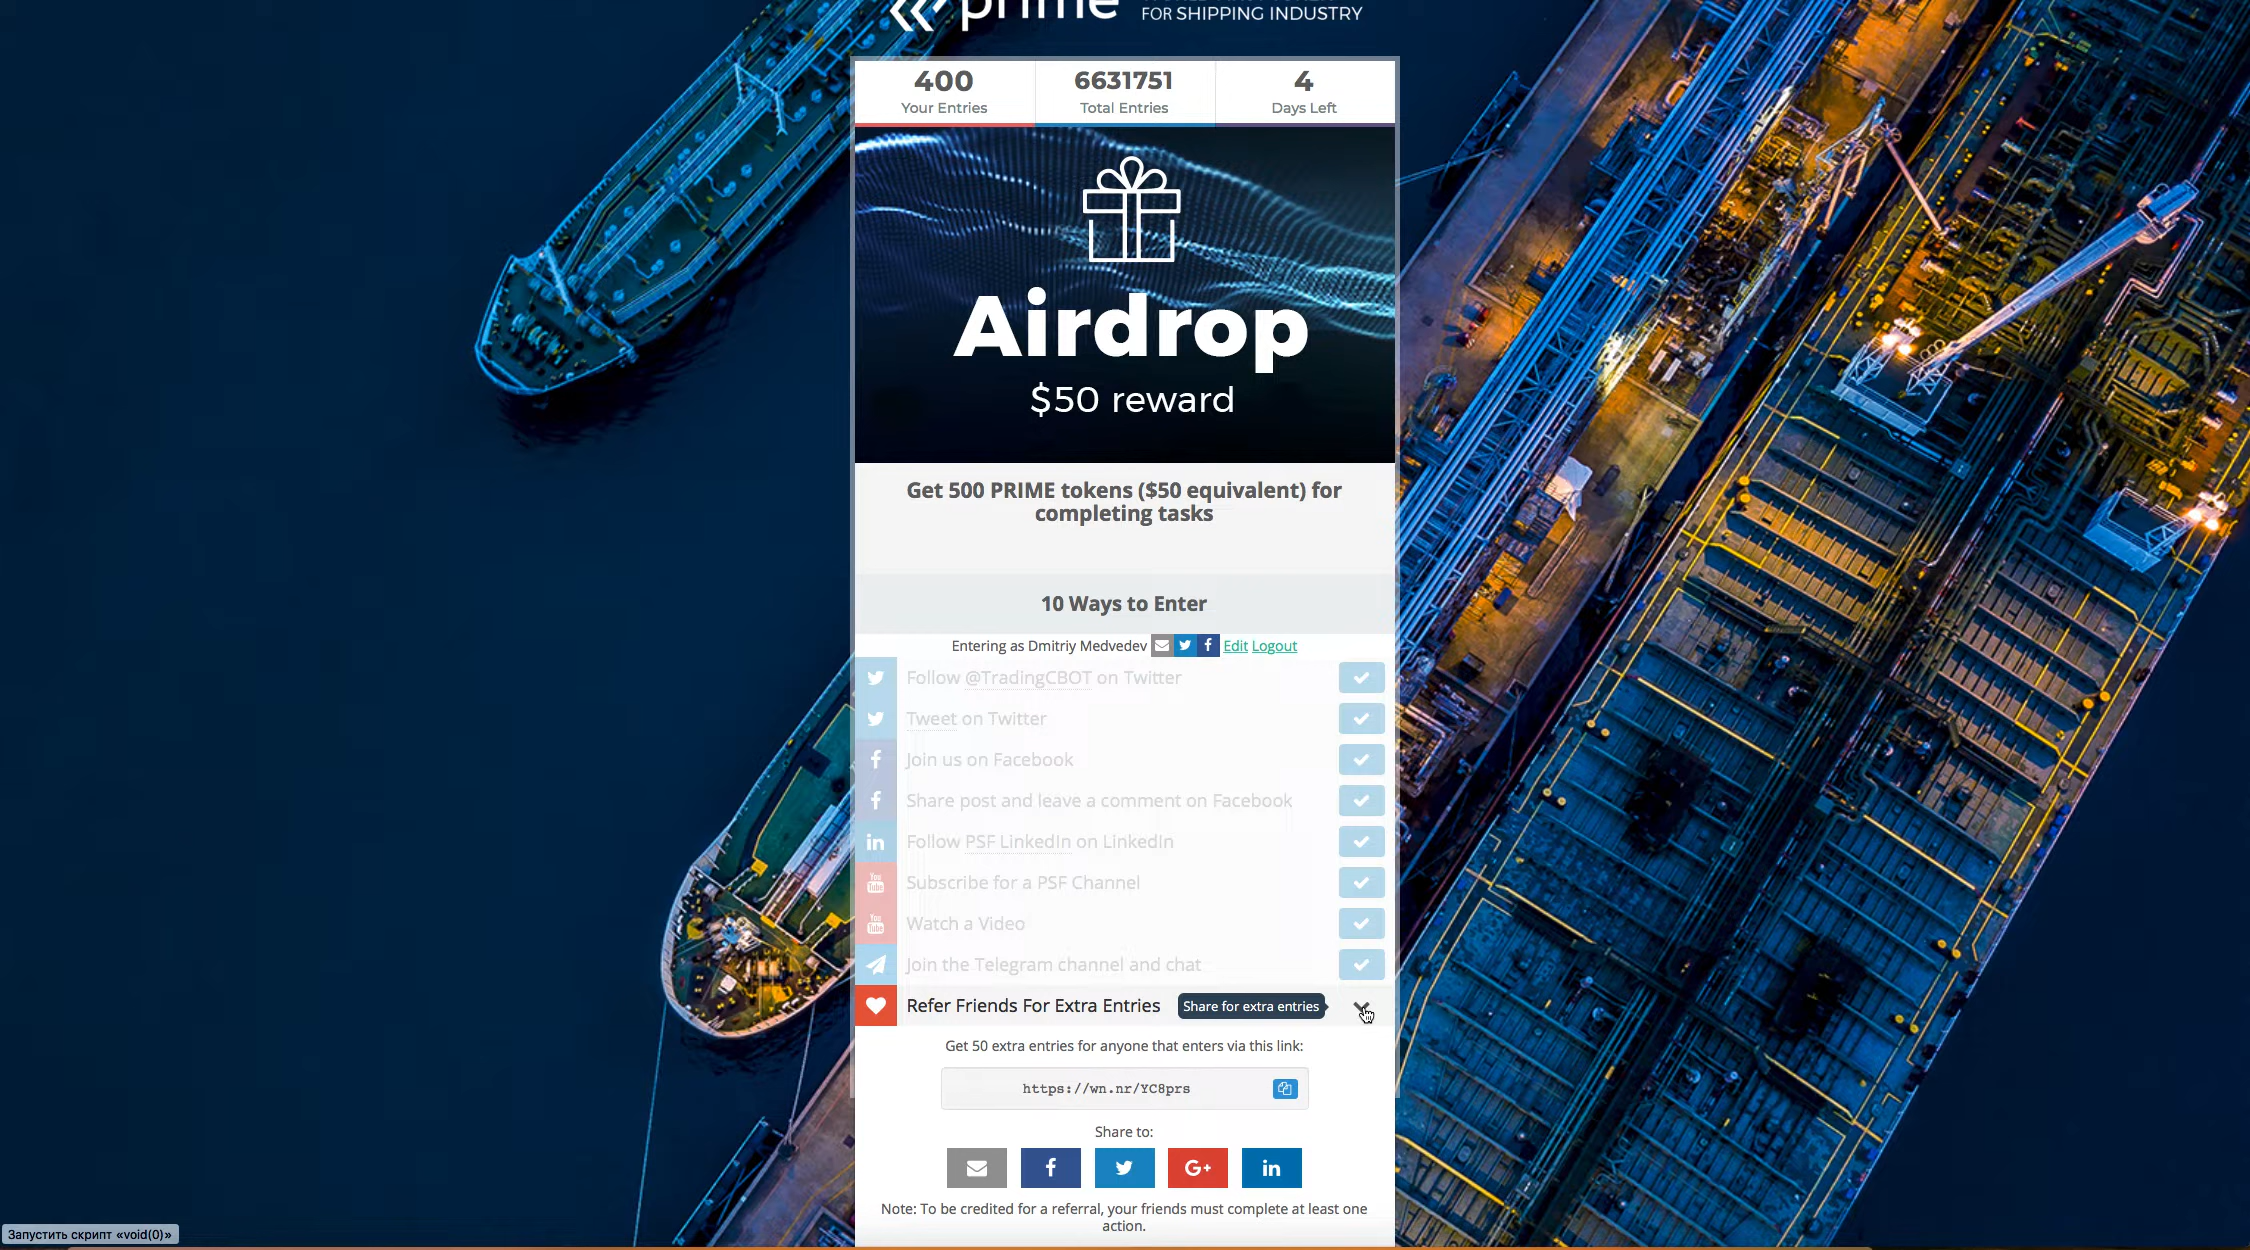 prime
FOR SHIPPING INDUSTRY
400
Your Entries
6631751
Total Entries
4
Days Left
Airdrop
$50 reward
Get 500 PRIME tokens ($50 equivalent) for
completing tasks
10 Ways to Enter
Entering as Dmitriy Medvedev Edit Logout
Follow @TradingCBOT on Twitter
Tweet on Twitter
Join us on Facebook
Share post and leave a comment on Facebook
Follow PSF LinkedIn on LinkedIn
Subscribe for a PSF Channel
Watch a Video
Join the Telegram channel and chat
Refer Friends For Extra Entries Share for extra entries
Get 50 extra entries for anyone that enters via this link:
https://wn.nr/YC8prs
Share to:
Note: To be credited for a referral, your friends must complete at least one
action.
Запустить скрипт «void(0)»